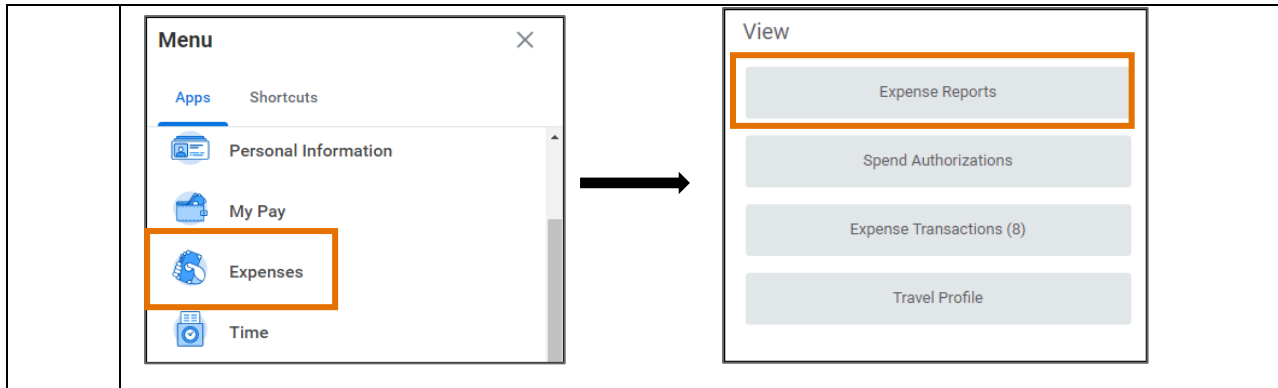 Menu
Apps Shortcuts
Personal Information
My Pay
Expenses
Time
View
Expense Reports
Spend Authorizations
Expense Transactions (8)
Travel Profile